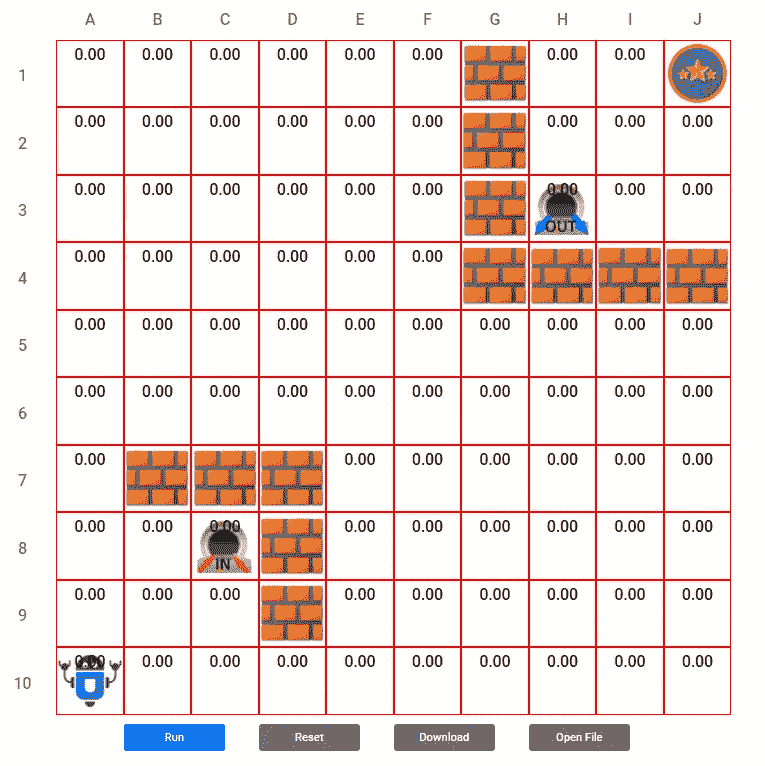 A B C D E F G H I J
1 0.00 0.00 0.00 0.00 0.00 0.00 0.00 0.00
2 0.00 0.00 0.00 0.00 0.00 0.00 0.00 0.00 0.00
3 0.00 0.00 0.00 0.00 0.00 0.00 0.00 0.00 0.00
OUT
4 0.00 0.00 0.00 0.00 0.00 0.00
5 0.00 0.00 0.00 0.00 0.00 0.00 0.00 0.00 0.00 0.00
6 0.00 0.00 0.00 0.00 0.00 0.00 0.00 0.00 0.00 0.00
7 0.00 0.00 0.00 0.00 0.00 0.00 0.00
8 0.00 0.00 0.00 0.00 0.00 0.00 0.00 0.00 0.00
IN
9 0.00 0.00 0.00 0.00 0.00 0.00 0.00 0.00 0.00
10 0.00 0.00 0.00 0.00 0.00 0.00 0.00 0.00 0.00 0.00
Run Reset Download Open File